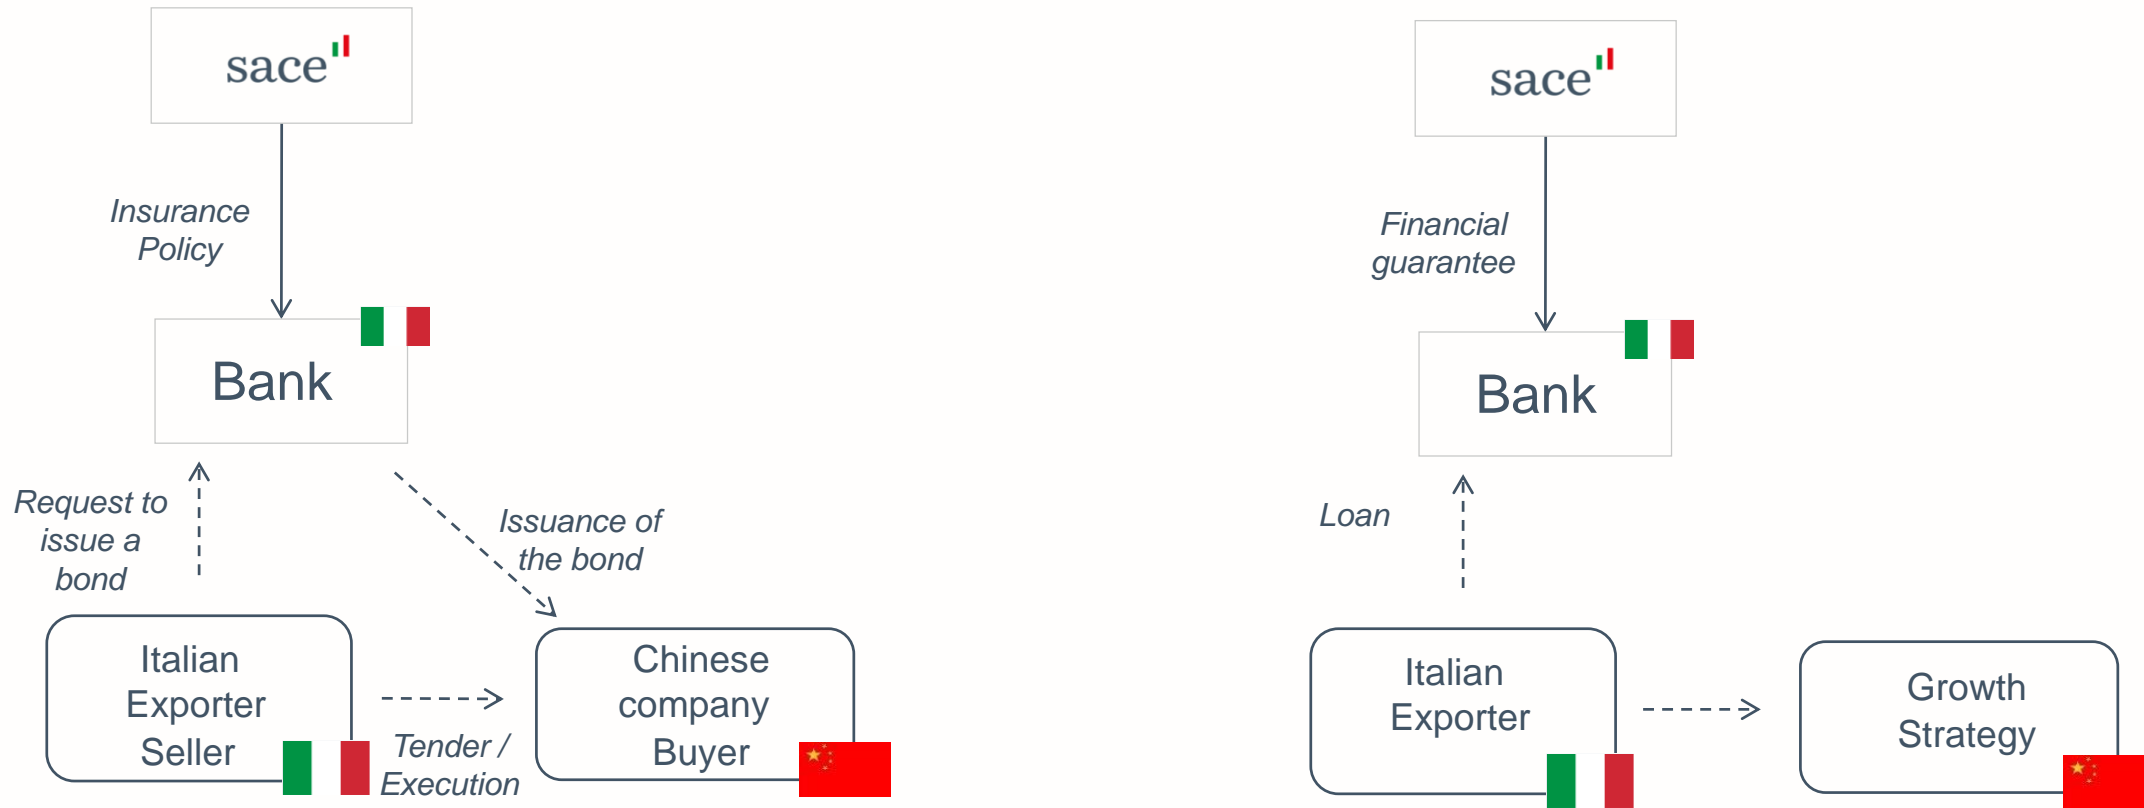 sace
Insurance
Policy
Bank
Request to
issue a
bond
Issuance of
the bond
Italian
Exporter
Seller
Tender /
Execution
Chinese
company
Buyer
sace
Financial
guarantee
Bank
Loan
Italian
Exporter
Growth
Strategy